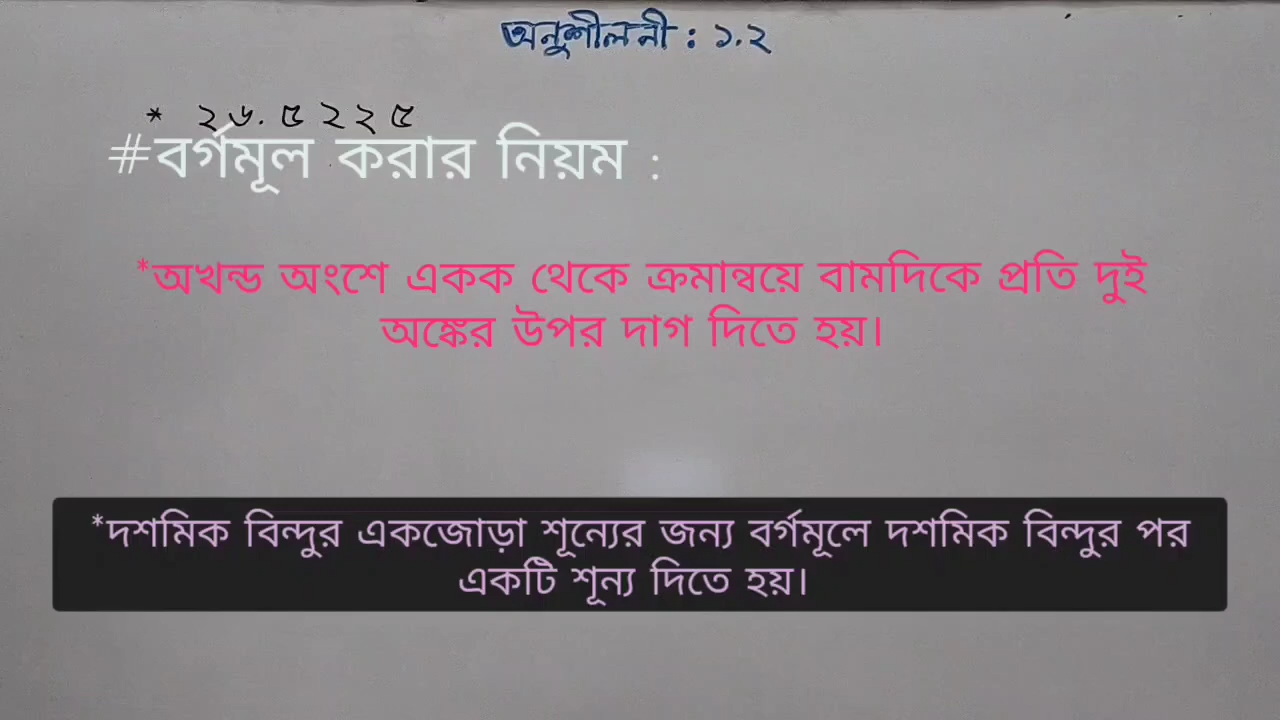 অনুশীলনী : ১.২
* ২৬.৫২২৫
#বর্গমূল করার নিয়ম :
*অখন্ড অংশে একক থেকে ক্রমান্বয়ে বামদিকে প্রতি দুই
অঙ্কের উপর দাগ দিতে হয়।
*দশমিক বিন্দুর একজোড়া শূন্যের জন্য বর্গমূলে দশমিক বিন্দুর পর
একটি শূন্য দিতে হয়।